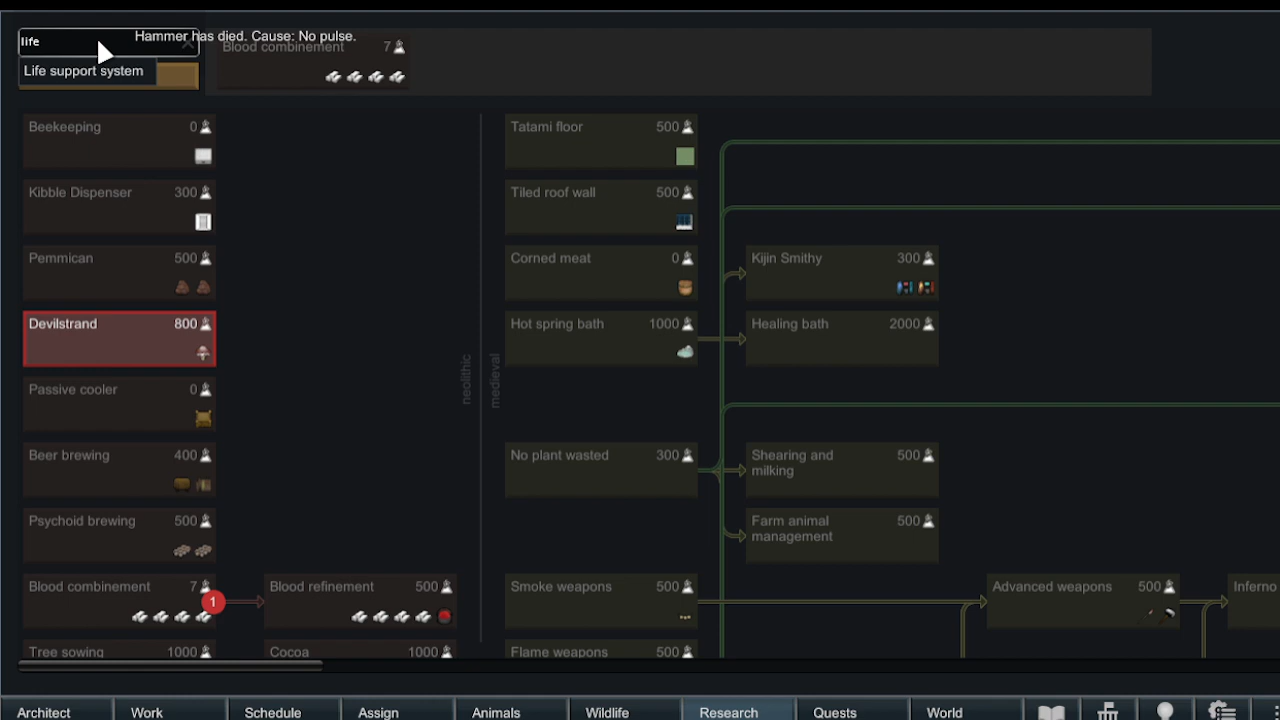 life
Hammer has died. Cause: No pulse.
Life support system
Blood combinement 7
Beekeeping 0
Kibble Dispenser 300
Pemmican 500
Devilstrand 800
Passive cooler 0
Beer brewing 400
Psychoid brewing 500
Blood combinement 7
1
Tree sowing 1000
Blood refinement 500
Cocoa 1000
neolithic
medieval
Tatami floor 500
Tiled roof wall 500
Corned meat 0
Hot spring bath 1000
No plant wasted 300
Smoke weapons 500
Flame weapons 500
Kijin Smithy 300
Healing bath 2000
Shearing and
milking 500
Farm animal
management 500
Advanced weapons 500
Inferno
Architect
Work
Schedule
Assign
Animals
Wildlife
Research
Quests
World